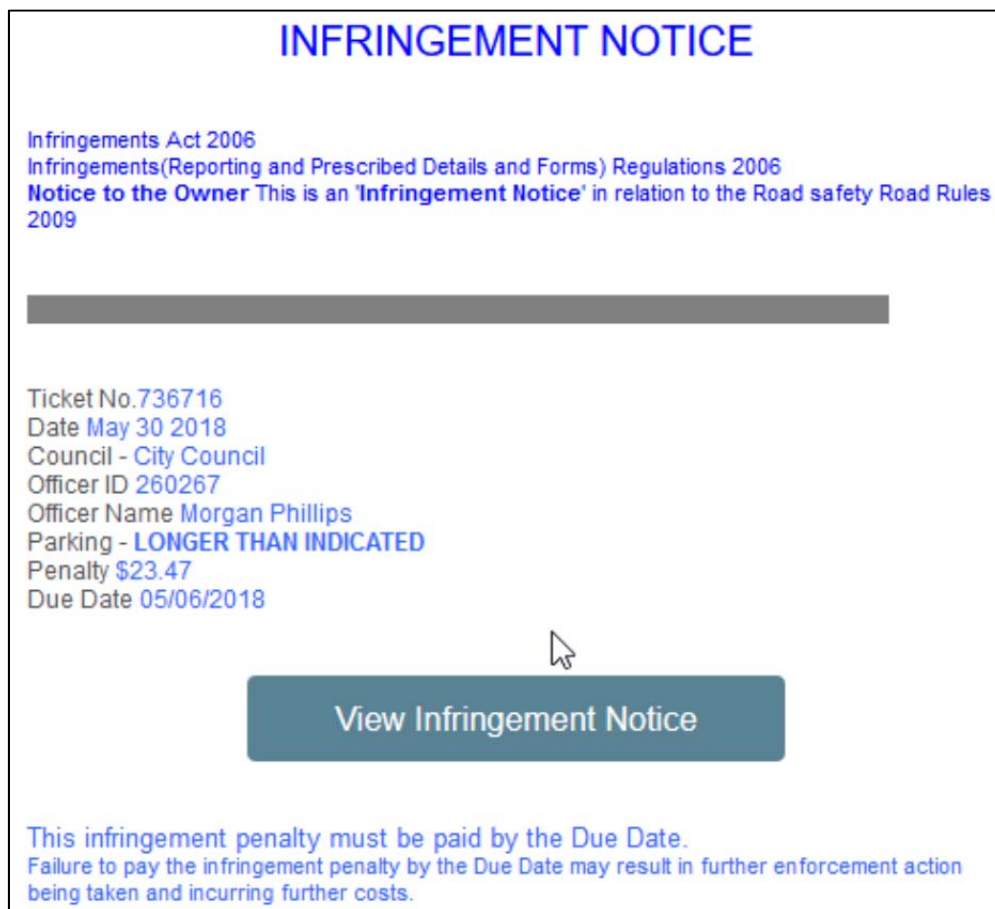 INFRINGEMENT NOTICE
Infringements Act 2006
Infringements(Reporting and Prescribed Details and Forms) Regulations 2006
Notice to the Owner This is an 'Infringement Notice' in relation to the Road safety Road Rules
2009
Ticket No.736716
Date May 30 2018
Council - City Council
Officer ID 260267
Officer Name Morgan Phillips
Parking - LONGER THAN INDICATED
Penalty $23.47
Due Date 05/06/2018
View Infringement Notice
This infringement penalty must be paid by the Due Date.
Failure to pay the infringement penalty by the Due Date may result in further enforcement action
being taken and incurring further costs.